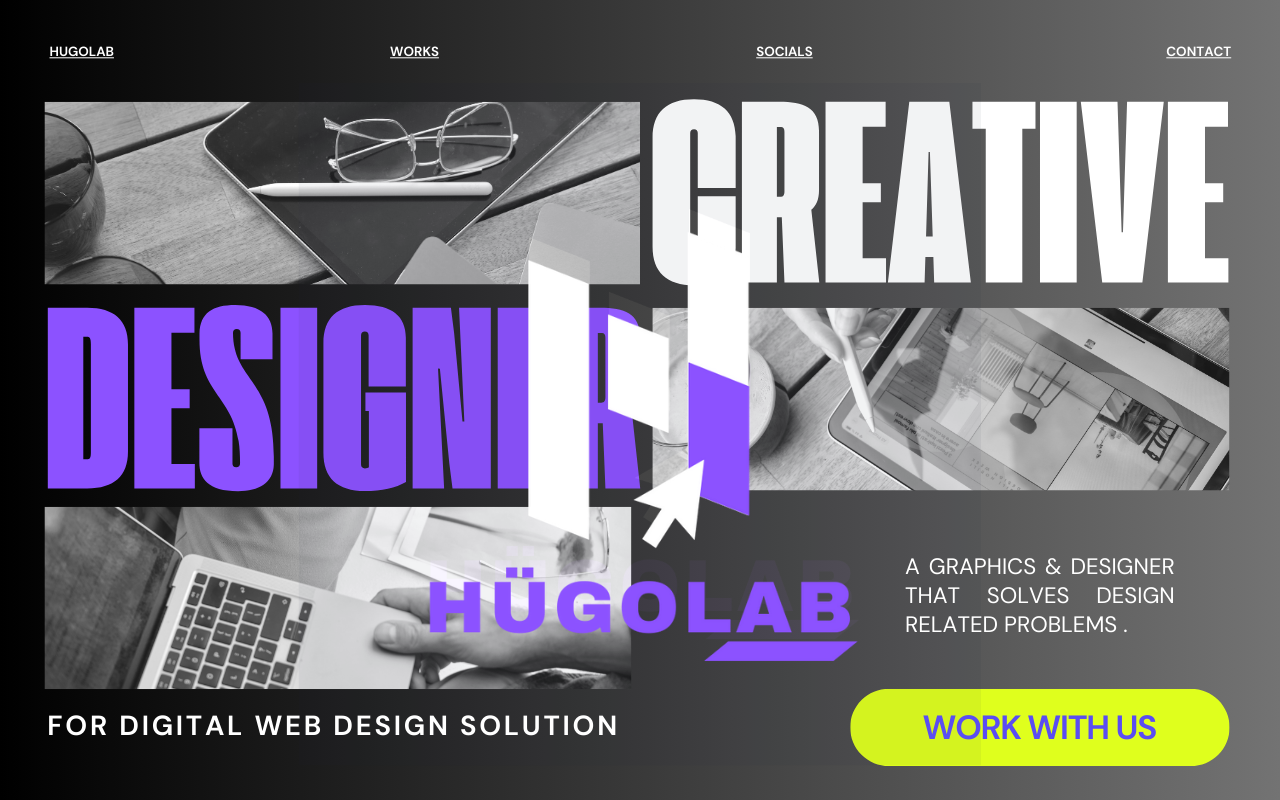 HUGOLAB
WORKS
SOCIALS
CONTACT
CREATIVE
DESIGNER
HÜGOLAB
A GRAPHICS & DESIGNER
THAT SOLVES DESIGN
RELATED PROBLEMS .
FOR DIGITAL WEB DESIGN SOLUTION
WORK WITH US